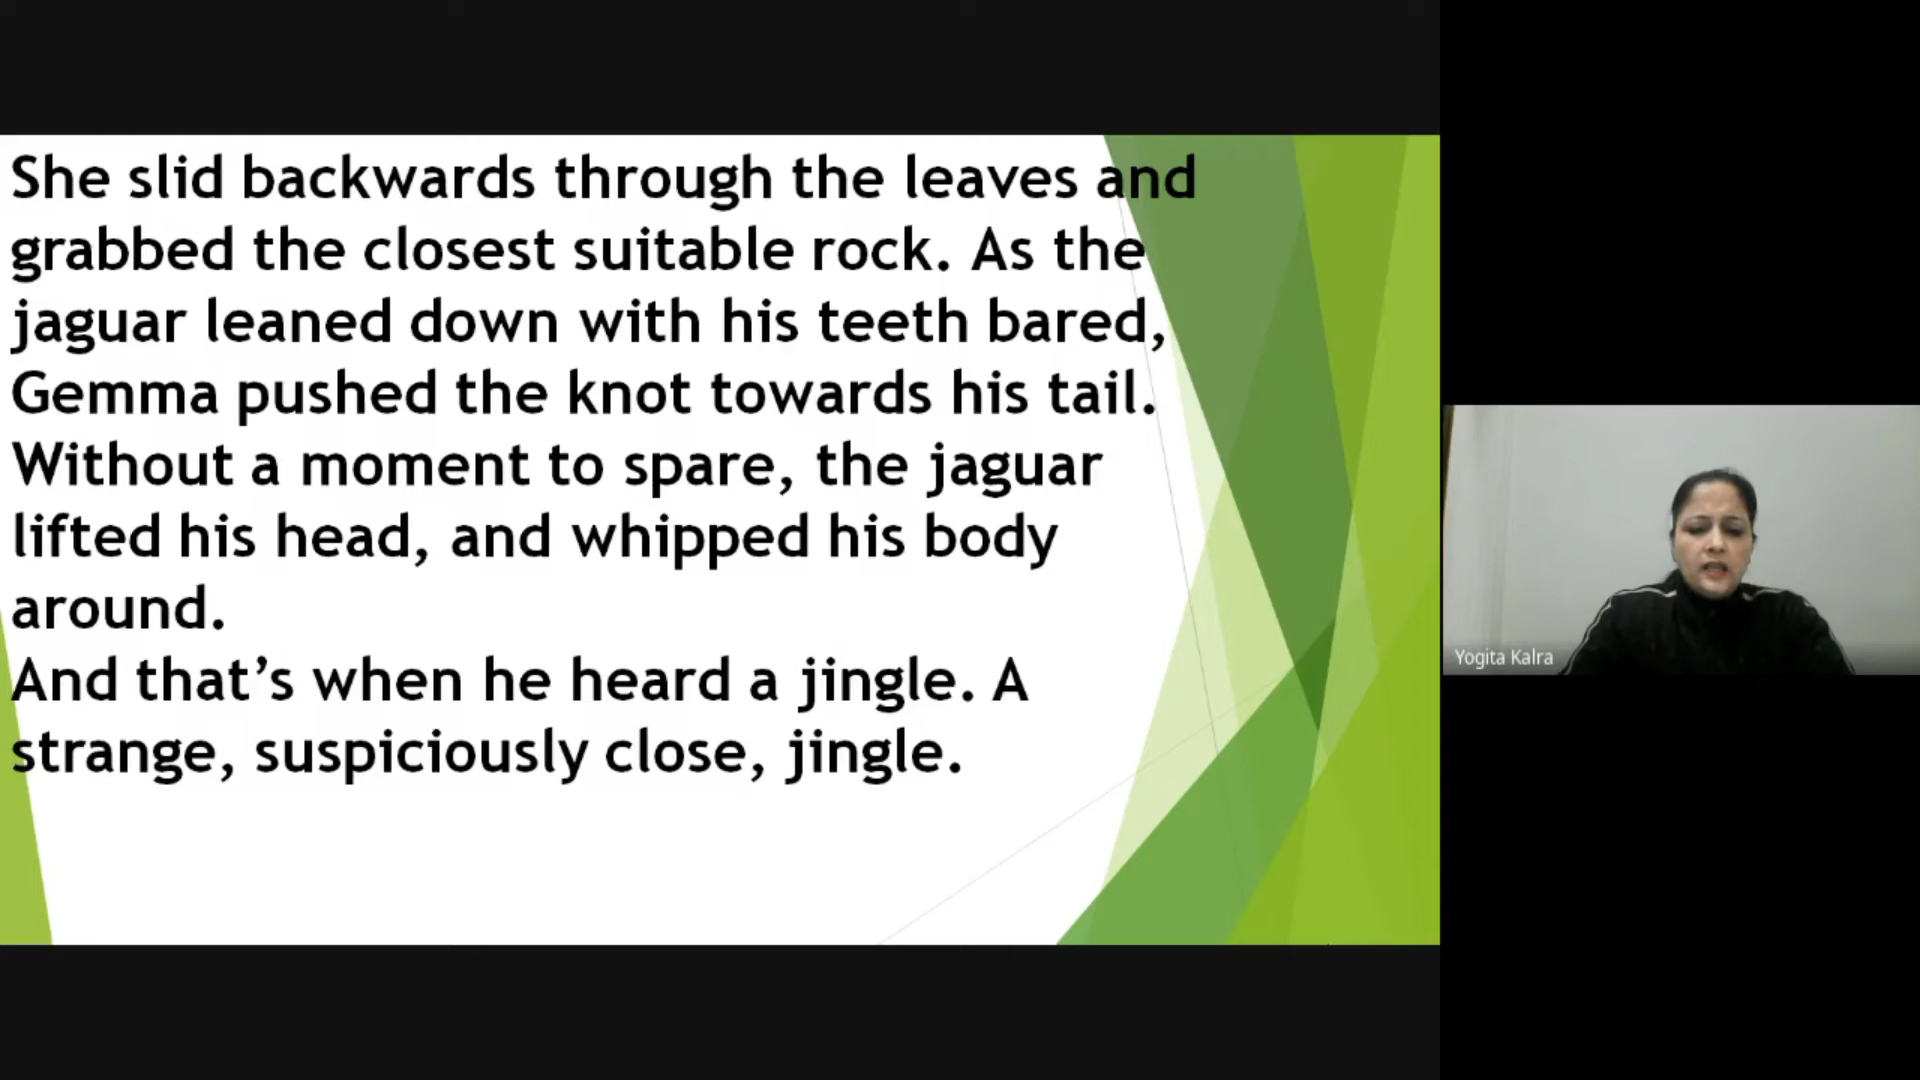 She slid backwards through the leaves and
grabbed the closest suitable rock. As the
jaguar leaned down with his teeth bared,
Gemma pushed the knot towards his tail.
Without a moment to spare, the jaguar
lifted his head, and whipped his body
around.
And that’s when he heard a jingle. A
strange, suspiciously close, jingle.
Yogita Kalra